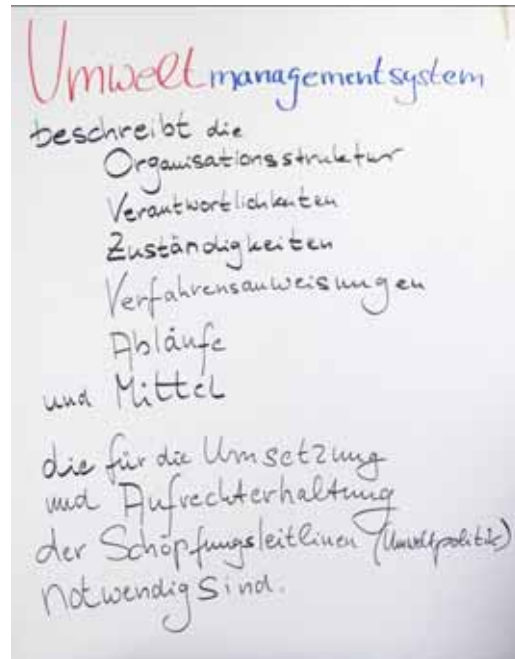 Umweltmanagementsystem
beschreibt die
Organisationsstruktur
Verantwortlichkeiten
Zuständigkeiten
Verfahrensanweisungen
Abläufe
und Mittel
die für die Umsetzung
und Aufrechterhaltung
der Schöpfungsleitlinen (Umweltpolitik)
notwendig sind.